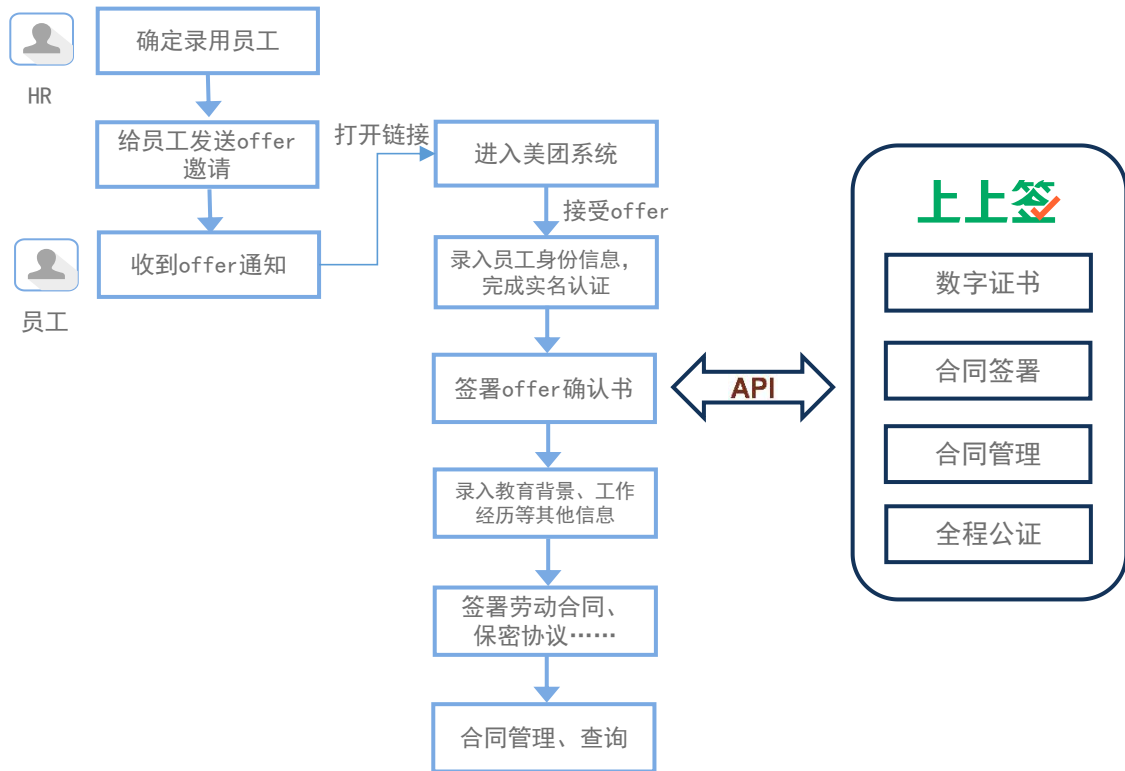 确定录用员工
HR
给员工发送offer
邀请
收到offer通知
员工
打开链接
进入美团系统
接受offer
录入员工身份信息，
完成实名认证
签署offer确认书
录入教育背景、工作
经历等其他信息
签署劳动合同、
保密协议……
合同管理、查询
API
上上签
数字证书
合同签署
合同管理
全程公证